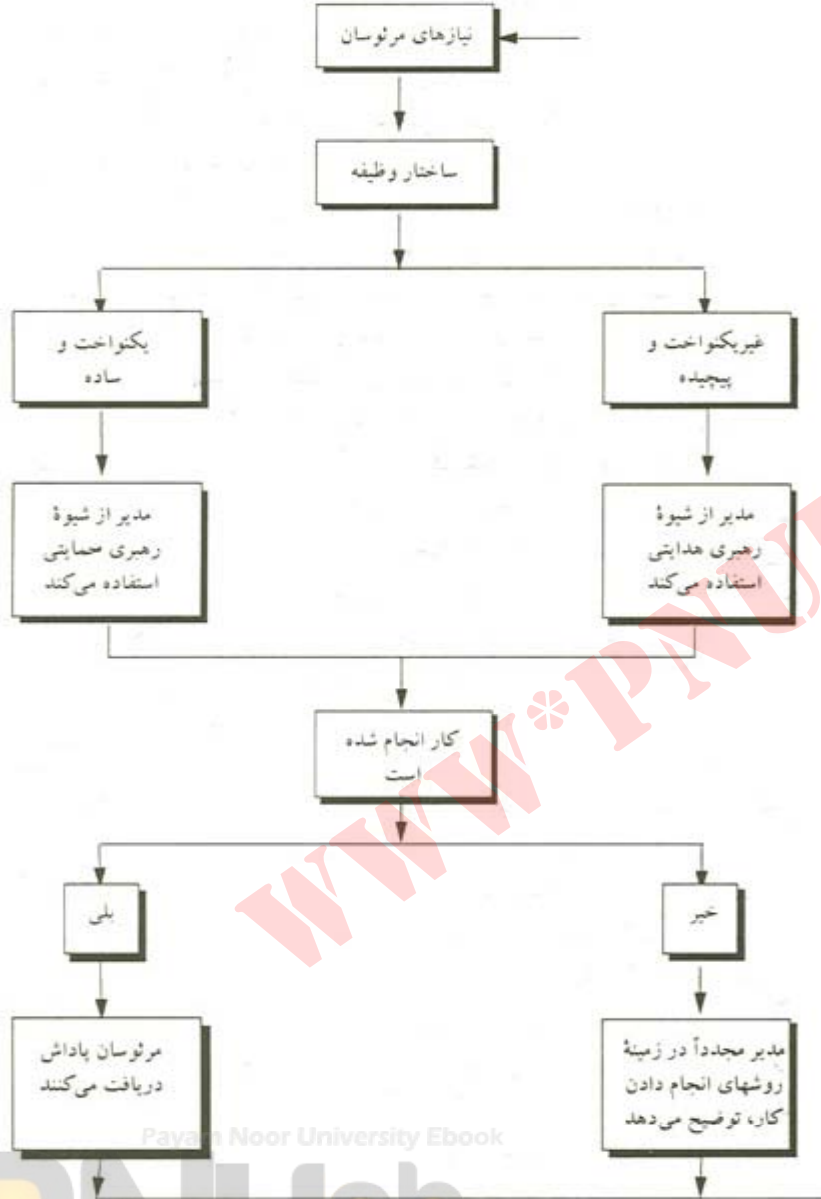 نیازهای مرئوسان
ساختار وظیفه
غیریکنواخت و
پیچیده
یکنواخت و
ساده
مدیر از شیوهٔ
رهبری هدایتی
استفاده می‌کند
مدیر از شیوهٔ
رهبری حمایتی
استفاده می‌کند
کار انجام شده
است
خیر
بلی
مدیر مجدداً در زمینهٔ
روشهای انجام دادن
کار، توضیح می‌دهد
مرئوسان پاداش
دریافت می‌کنند
WWW*PNU
Payam Noor University Ebook